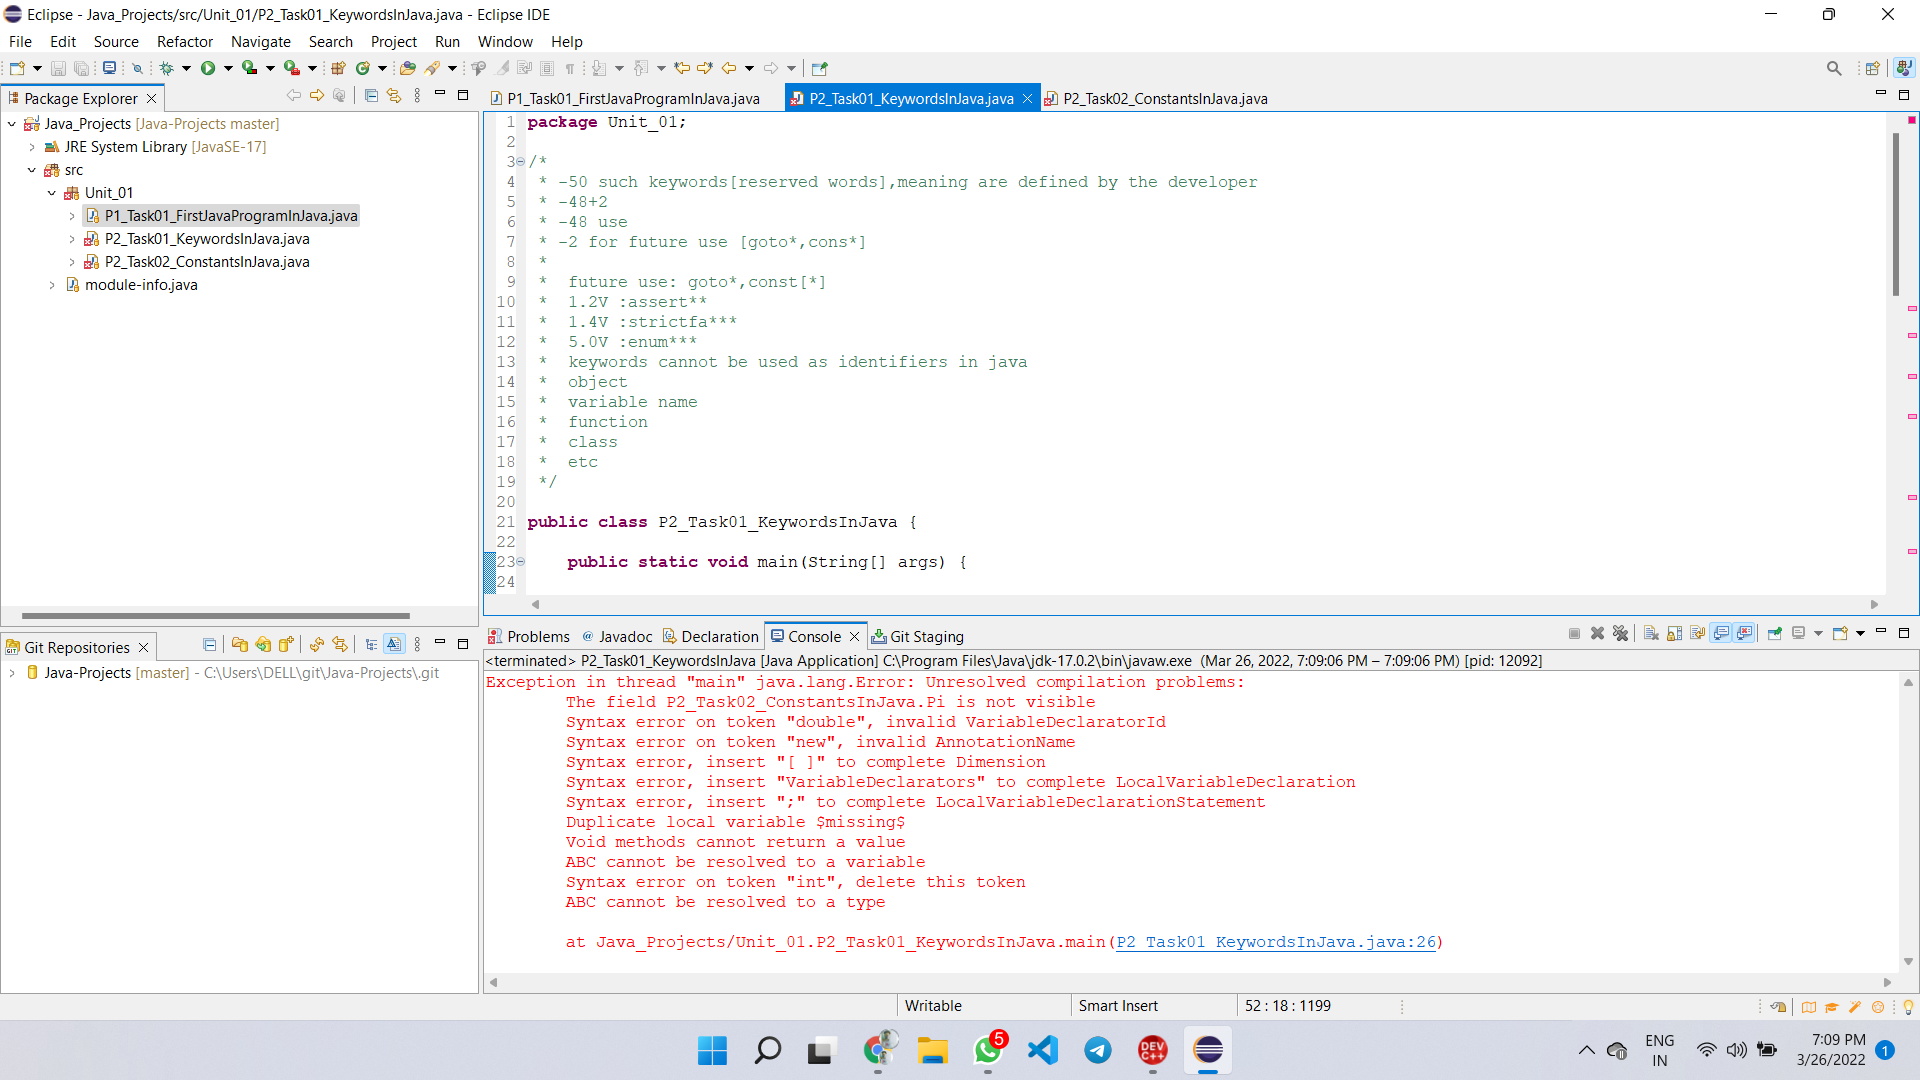 Eclipse - Java_Projects/src/Unit_01/P2_Task01_KeywordsInJava.java - Eclipse IDE
File Edit Source Refactor Navigate Search Project Run Window Help
Package Explorer
Java_Projects [Java-Projects master]
JRE System Library [JavaSE-17]
src
Unit_01
P1_Task01_FirstJavaProgramInJava.java
P2_Task01_KeywordsInJava.java
P2_Task02_ConstantsInJava.java
module-info.java
P1_Task01_FirstJavaProgramInJava.java P2_Task01_KeywordsInJava.java P2_Task02_ConstantsInJava.java
1 package Unit_01;
2
3 /*
4 * -50 such keywords[reserved words],meaning are defined by the developer
5 * -48+2
6 * -48 use
7 * -2 for future use [goto*,cons*]
8 *
9 * future use: goto*,const[*]
10 * 1.2V :assert**
11 * 1.4V :strictfa***
12 * 5.0V :enum***
13 * keywords cannot be used as identifiers in java
14 * object
15 * variable name
16 * function
17 * class
18 * etc
19 */
20
21 public class P2_Task01_KeywordsInJava {
22
23 public static void main(String[] args) {
24
Git Repositories
Java-Projects [master] - C:\Users\DELL\git\Java-Projects\.git
Problems @ Javadoc Declaration Console Git Staging
<terminated> P2_Task01_KeywordsInJava [Java Application] C:\Program Files\Java\jdk-17.0.2\bin\javaw.exe (Mar 26, 2022, 7:09:06 PM – 7:09:06 PM) [pid: 12092]
Exception in thread "main" java.lang.Error: Unresolved compilation problems:
The field P2_Task02_ConstantsInJava.Pi is not visible
Syntax error on token "double", invalid VariableDeclaratorId
Syntax error on token "new", invalid AnnotationName
Syntax error, insert "[ ]" to complete Dimension
Syntax error, insert "VariableDeclarators" to complete LocalVariableDeclaration
Syntax error, insert ";" to complete LocalVariableDeclarationStatement
Duplicate local variable $missing$
Void methods cannot return a value
ABC cannot be resolved to a variable
Syntax error on token "int", delete this token
ABC cannot be resolved to a type
at Java_Projects/Unit_01.P2_Task01_KeywordsInJava.main(P2_Task01_KeywordsInJava.java:26)
Writable Smart Insert 52 : 18 : 1199
5
DEV C++
ENG
IN
7:09 PM
3/26/2022
1